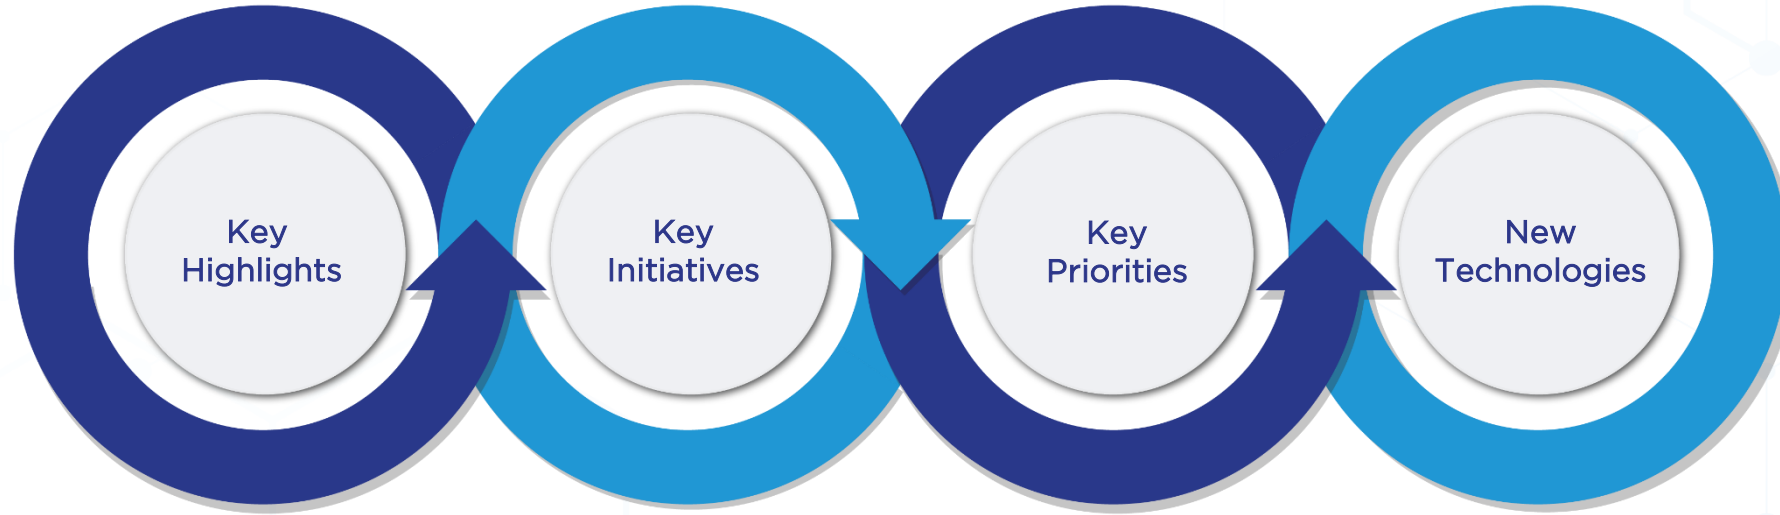 Key
Highlights
Key
Initiatives
Key
Priorities
New
Technologies